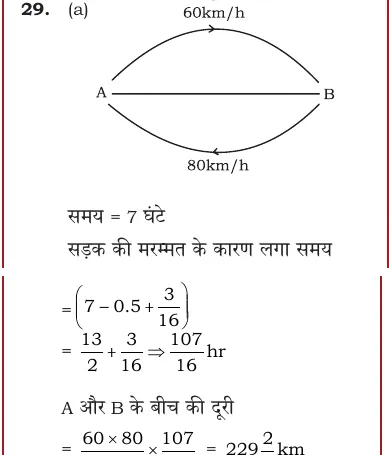 29. (a)
60km/h
A B
80km/h
समय = 7 घंटे
सड़क की मरम्मत के कारण लगा समय
= (7 − 0.5 + 3/16)
= 13/2 + 3/16 ⇒ 107/16 hr
A और B के बीच की दूरी
= 60 × 80 × 107 = 229 2 km